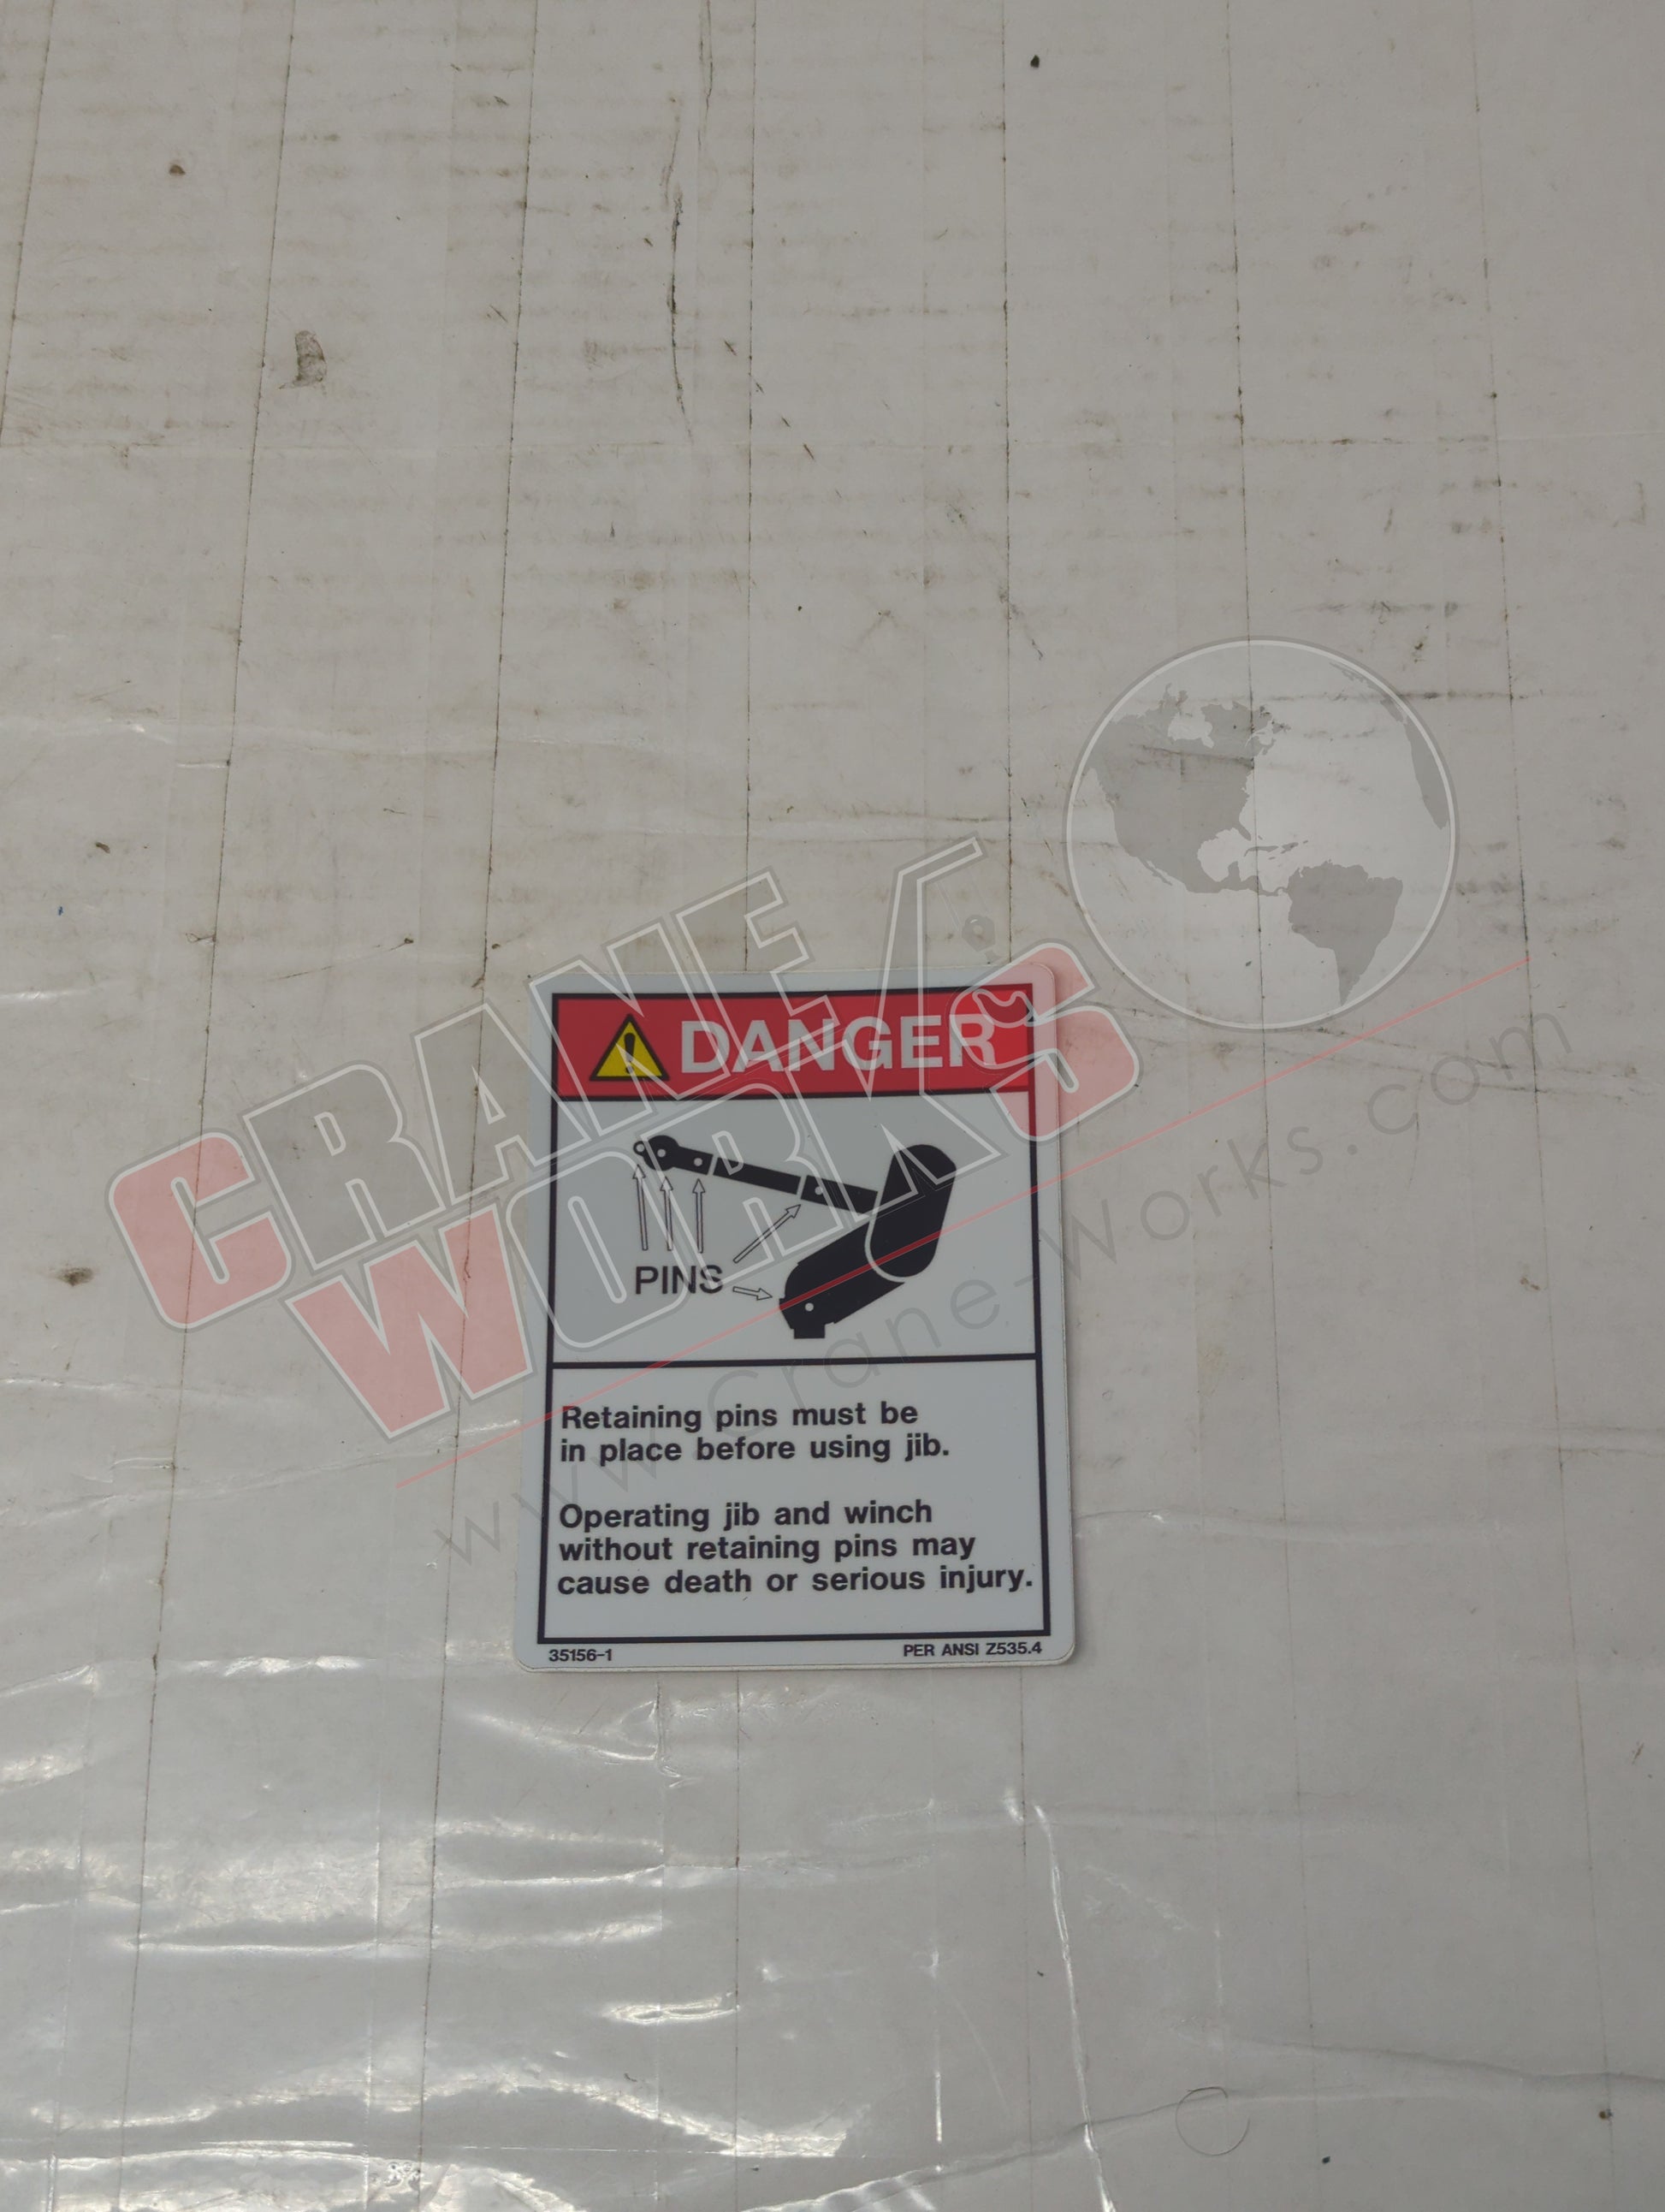 CRANE
WORKS
www.Crane-Works.com
DANGER
PINS
Retaining pins must be
in place before using jib.
Operating jib and winch
without retaining pins may
cause death or serious injury.
35156-1
PER ANSI Z535.4